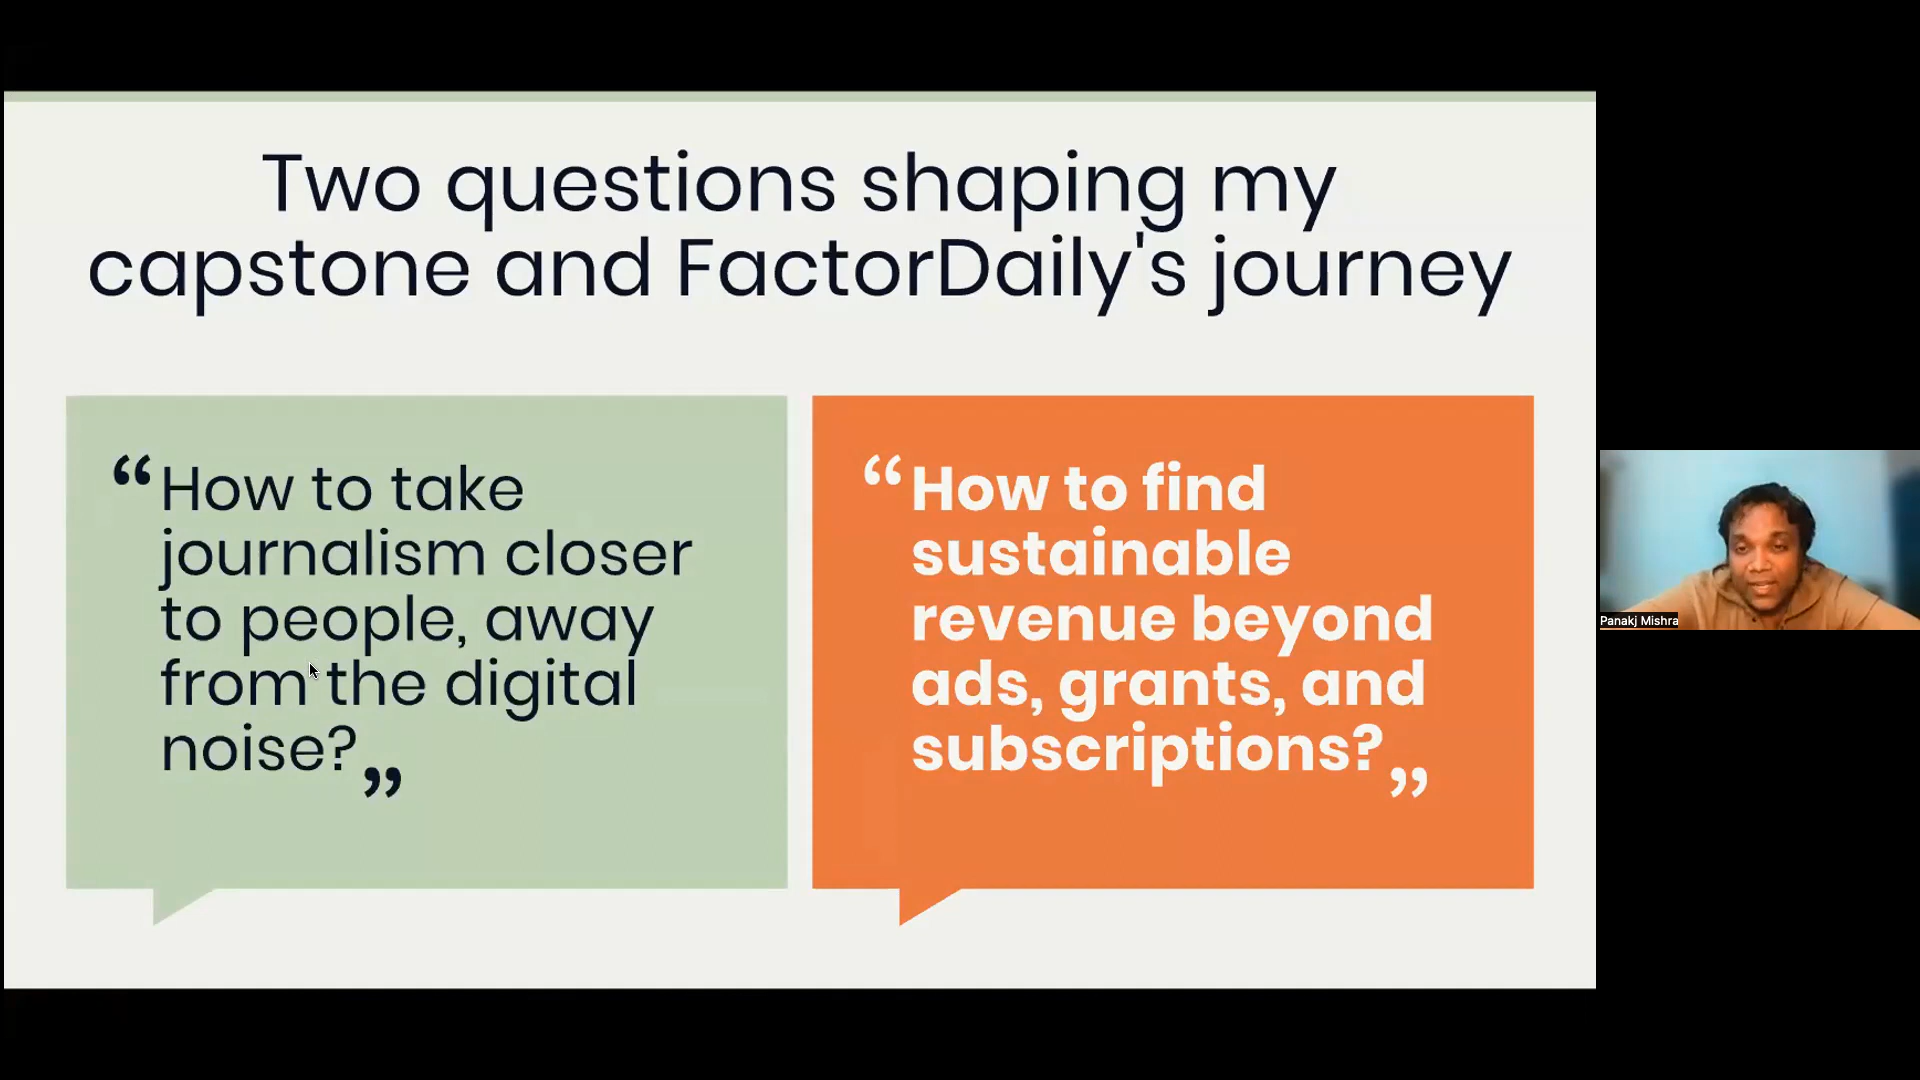 Two questions shaping my
capstone and FactorDaily's journey
“How to take
journalism closer
to people, away
from the digital
noise?”
“How to find
sustainable
revenue beyond
ads, grants, and
subscriptions?”
Panakj Mishra